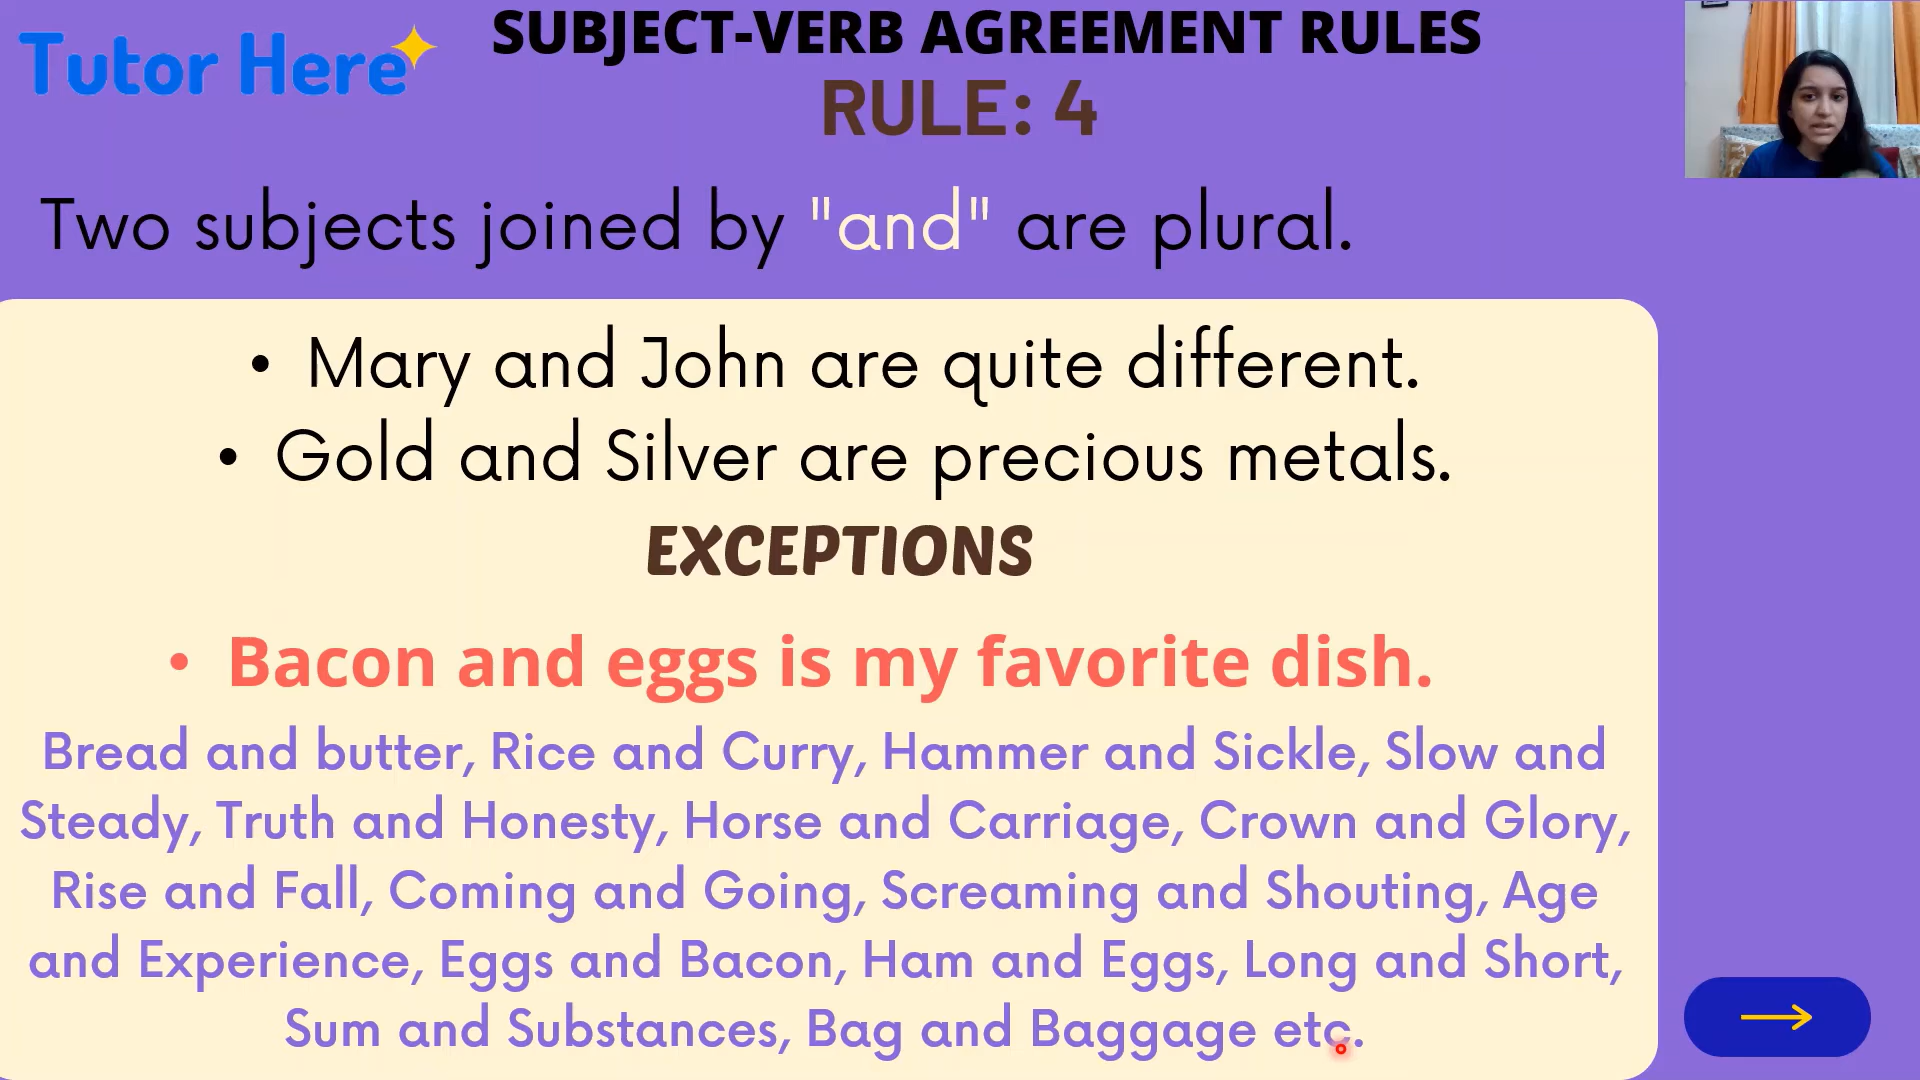 Tutor Here
SUBJECT-VERB AGREEMENT RULES
RULE: 4
Two subjects joined by "and" are plural.
• Mary and John are quite different.
• Gold and Silver are precious metals.
EXCEPTIONS
• Bacon and eggs is my favorite dish.
Bread and butter, Rice and Curry, Hammer and Sickle, Slow and
Steady, Truth and Honesty, Horse and Carriage, Crown and Glory,
Rise and Fall, Coming and Going, Screaming and Shouting, Age
and Experience, Eggs and Bacon, Ham and Eggs, Long and Short,
Sum and Substances, Bag and Baggage etc.